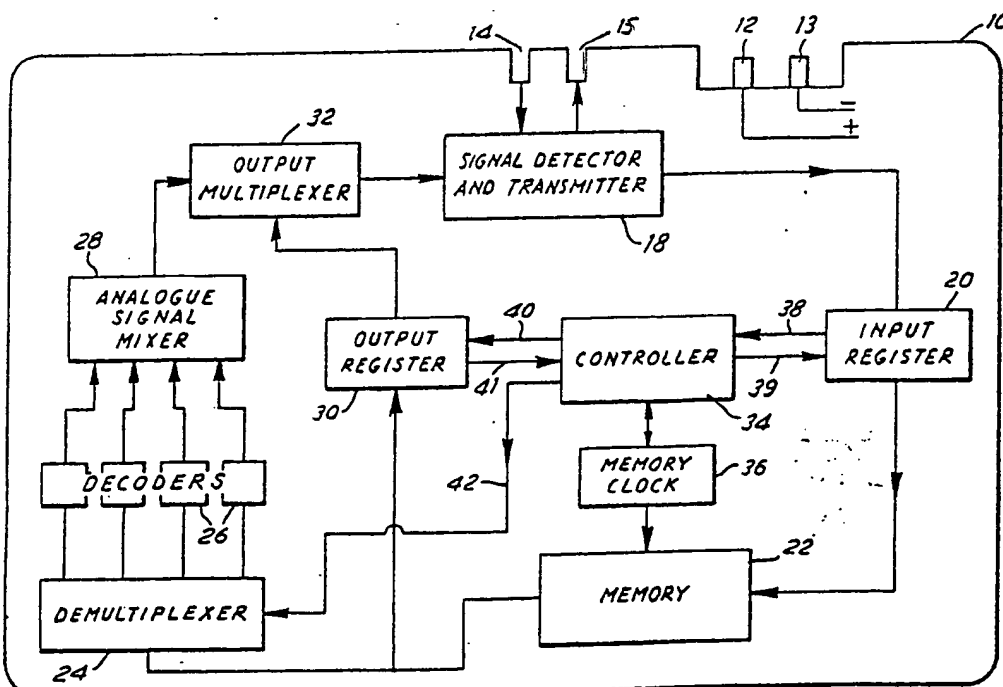 14
15
12
13
10
−
+
32
OUTPUT
MULTIPLEXER
SIGNAL DETECTOR
AND TRANSMITTER
18
28
ANALOGUE
SIGNAL
MIXER
OUTPUT
REGISTER
30
40
41
CONTROLLER
34
38
39
20
INPUT
REGISTER
42
MEMORY
CLOCK
36
DECODERS
26
22
MEMORY
DEMULTIPLEXER
24